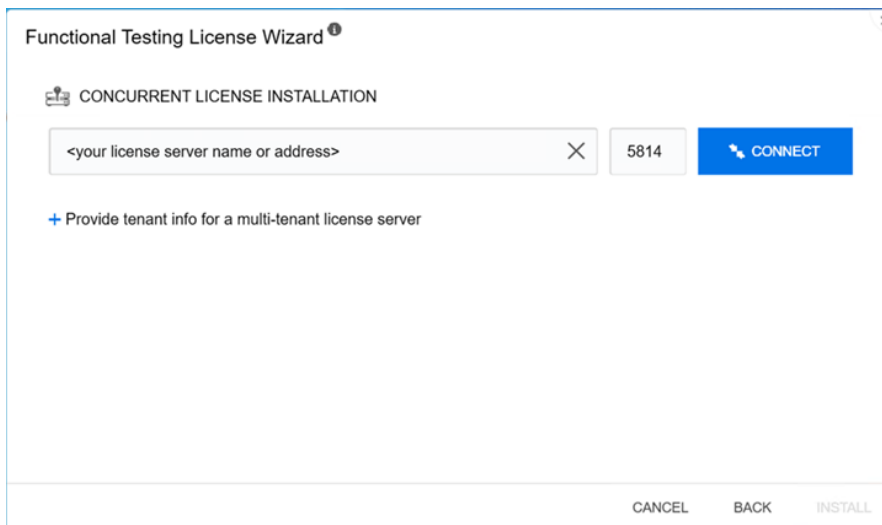 Functional Testing License Wizard
CONCURRENT LICENSE INSTALLATION
<your license server name or address> 5814 CONNECT
+ Provide tenant info for a multi-tenant license server
CANCEL BACK INSTALL